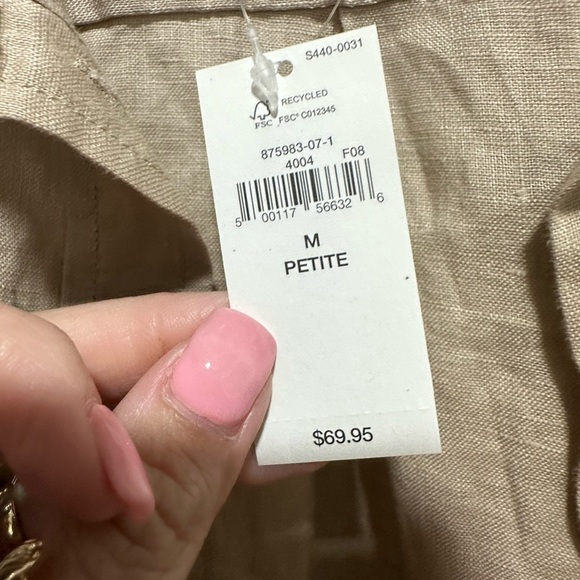 S440-0031
RECYCLED
FSC FSC® C012345
875983-07-1
4004 F08
5 00117 56632 6
M
PETITE
$69.95